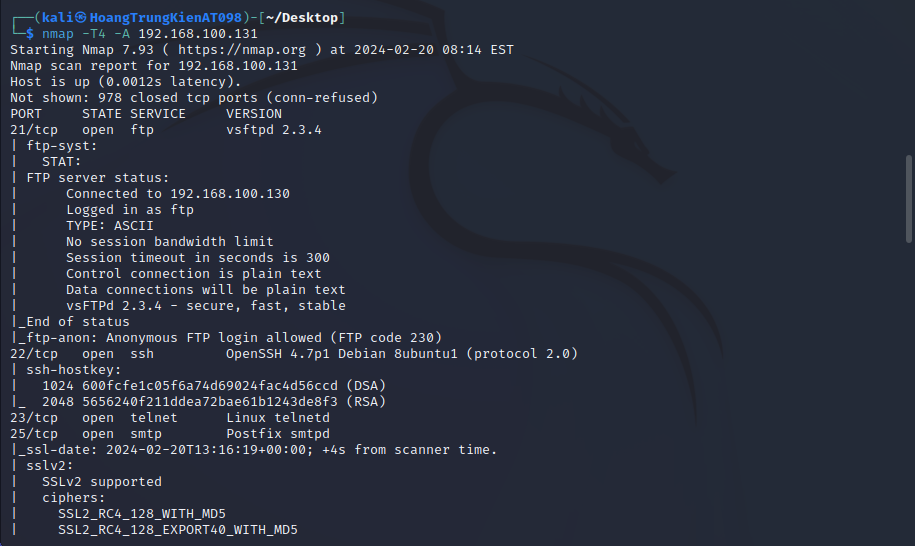 ┌──(kali㉿HoangTrungKienAT098)-[~/Desktop]
└─$ nmap -T4 -A 192.168.100.131
Starting Nmap 7.93 ( https://nmap.org ) at 2024-02-20 08:14 EST
Nmap scan report for 192.168.100.131
Host is up (0.0012s latency).
Not shown: 978 closed tcp ports (conn-refused)
PORT     STATE SERVICE     VERSION
21/tcp   open  ftp         vsftpd 2.3.4
| ftp-syst:
|   STAT:
| FTP server status:
|      Connected to 192.168.100.130
|      Logged in as ftp
|      TYPE: ASCII
|      No session bandwidth limit
|      Session timeout in seconds is 300
|      Control connection is plain text
|      Data connections will be plain text
|      vsFTPd 2.3.4 - secure, fast, stable
|_End of status
|_ftp-anon: Anonymous FTP login allowed (FTP code 230)
22/tcp   open  ssh         OpenSSH 4.7p1 Debian 8ubuntu1 (protocol 2.0)
| ssh-hostkey:
|   1024 600fcfe1c05f6a74d69024fac4d56ccd (DSA)
|_  2048 5656240f211ddea72bae61b1243de8f3 (RSA)
23/tcp   open  telnet      Linux telnetd
25/tcp   open  smtp        Postfix smtpd
|_ssl-date: 2024-02-20T13:16:19+00:00; +4s from scanner time.
| sslv2:
|   SSLv2 supported
|   ciphers:
|     SSL2_RC4_128_WITH_MD5
|     SSL2_RC4_128_EXPORT40_WITH_MD5